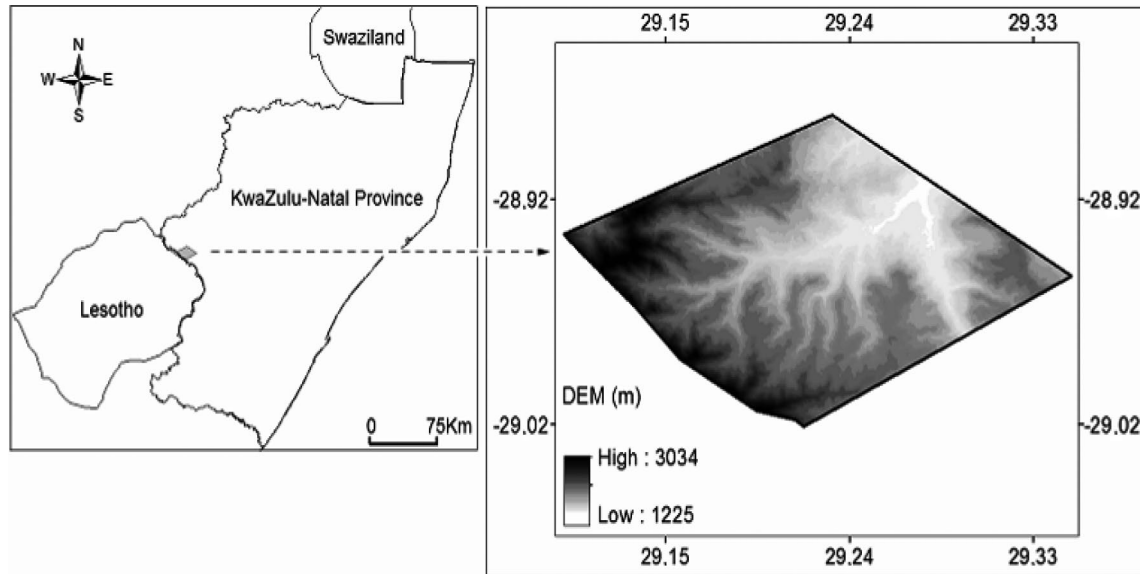 Swaziland
N
W E
S
KwaZulu-Natal Province
Lesotho
0 75Km
29.15 29.24 29.33
-28.92 -28.92
DEM (m)
-29.02 -29.02
High : 3034
Low : 1225
29.15 29.24 29.33